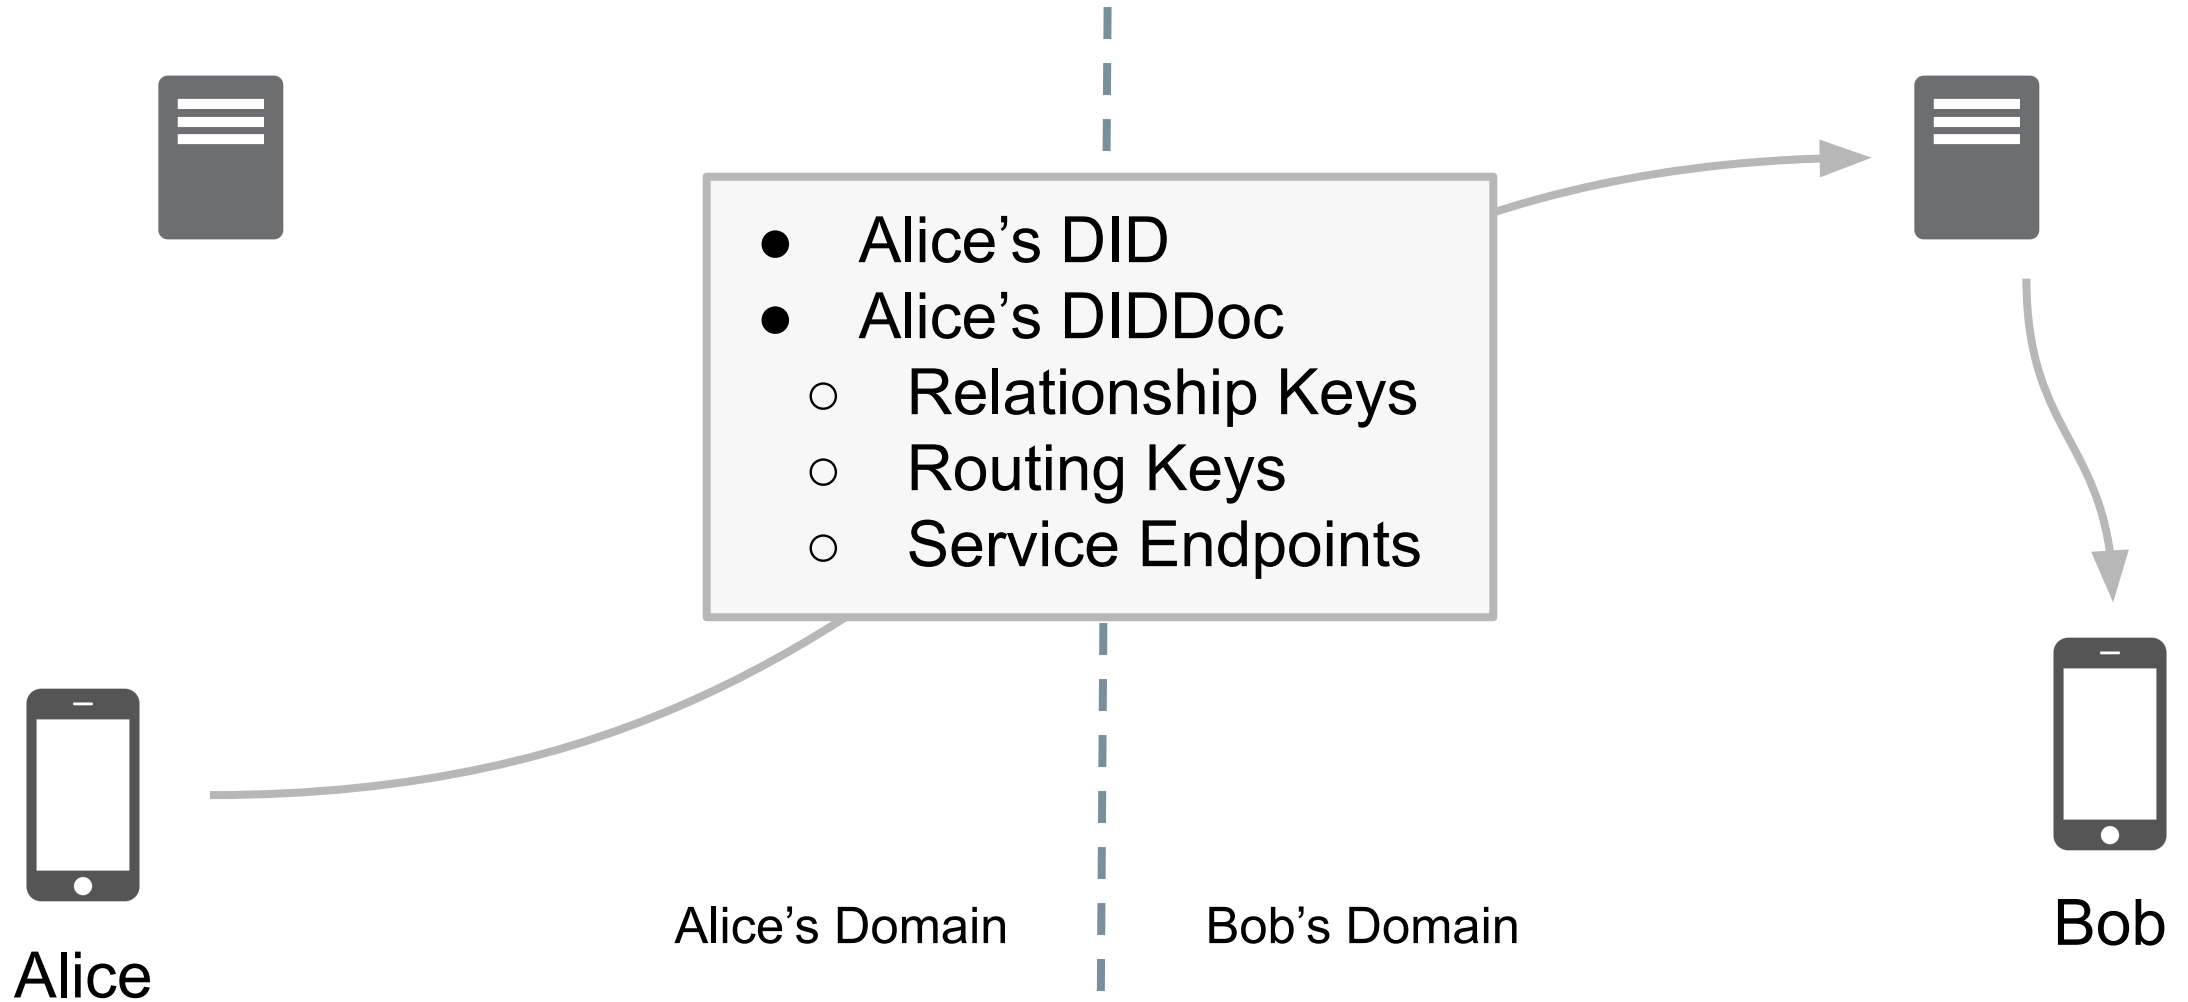 ● Alice’s DID
● Alice’s DIDDoc
○ Relationship Keys
○ Routing Keys
○ Service Endpoints
Alice’s Domain
Bob’s Domain
Bob
Alice